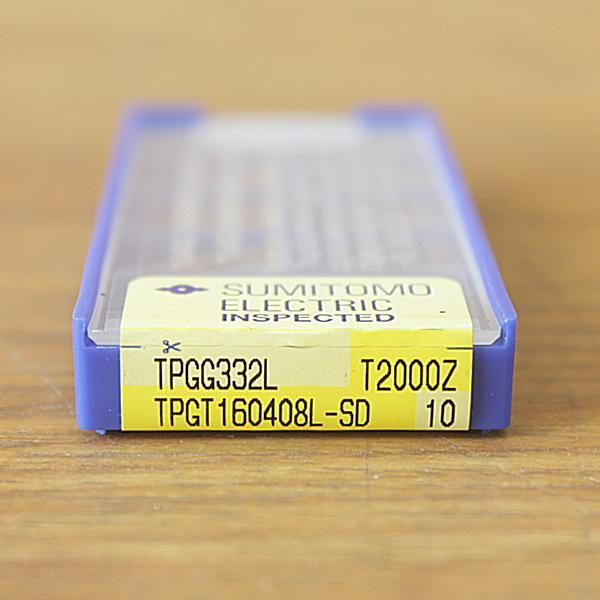 SUMITOMO
ELECTRIC
INSPECTED
TPGG332L T2000Z
TPGT160408L-SD 10